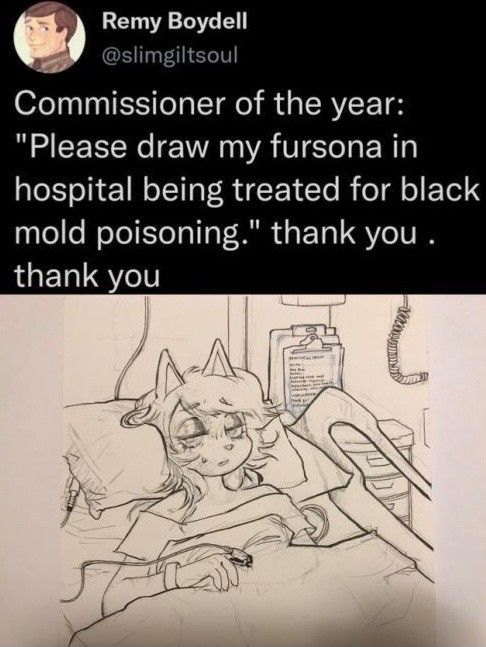 Remy Boydell
@slimgiltsoul
Commissioner of the year:
"Please draw my fursona in
hospital being treated for black
mold poisoning." thank you .
thank you